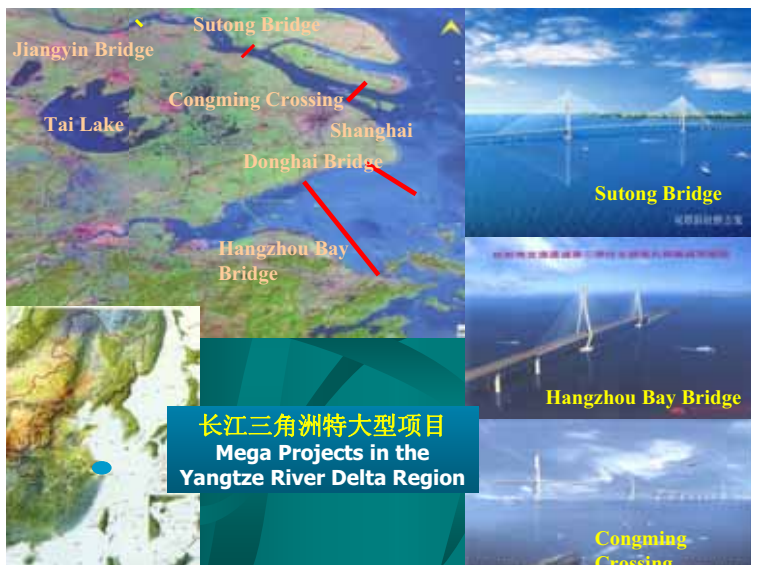 Sutong Bridge
Jiangyin Bridge
Congming Crossing
Tai Lake
Shanghai
Donghai Bridge
Hangzhou Bay
Bridge
Sutong Bridge
Hangzhou Bay Bridge
长江三角洲特大型项目
Mega Projects in the
Yangtze River Delta Region
Congming
Crossing